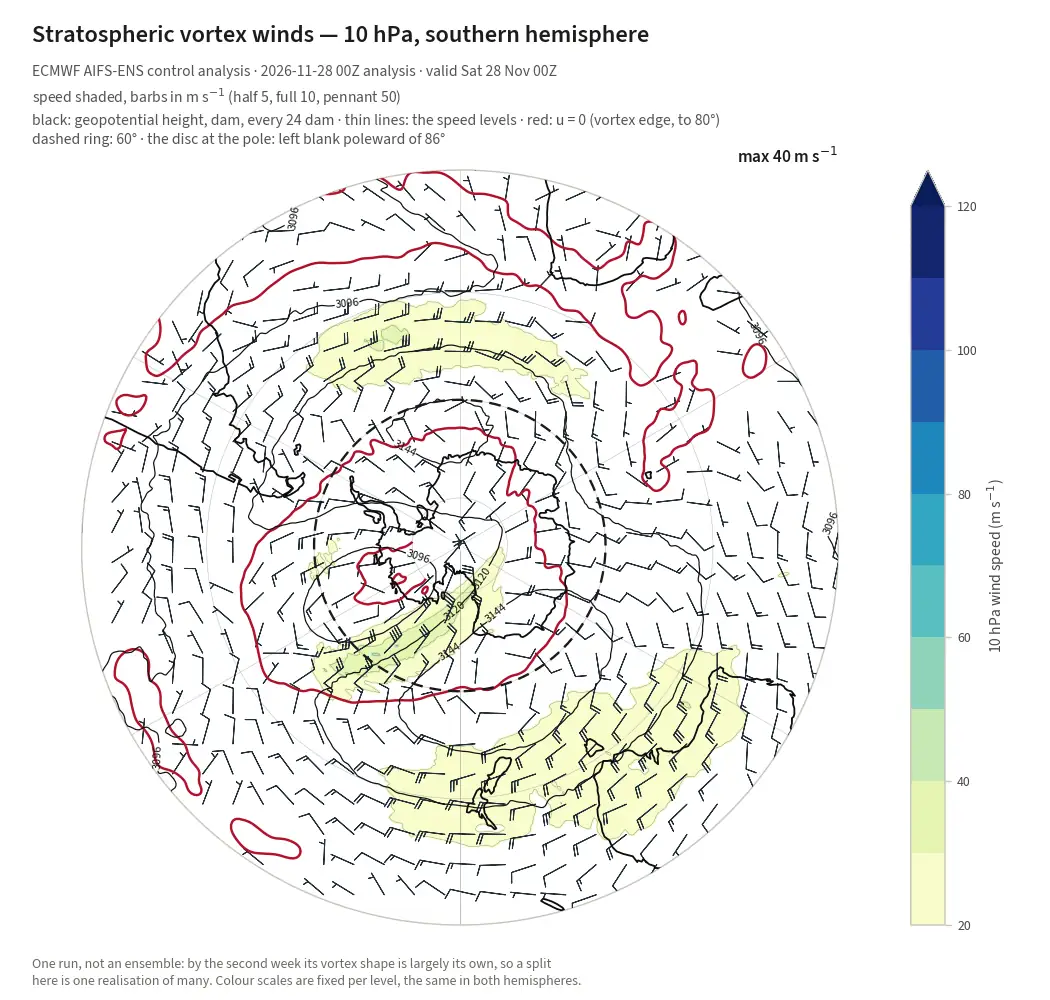 Stratospheric vortex winds — 10 hPa, southern hemisphere
ECMWF AIFS-ENS control analysis · 2026-11-28 00Z analysis · valid Sat 28 Nov 00Z
speed shaded, barbs in m s⁻¹ (half 5, full 10, pennant 50)
black: geopotential height, dam, every 24 dam · thin lines: the speed levels · red: u = 0 (vortex edge, to 80°)
dashed ring: 60° · the disc at the pole: left blank poleward of 86°
max 40 m s⁻¹
3096
3096
3096
3144
3096
3096
3120
3120
3144
3144
3096
120
100
80
60
40
20
10 hPa wind speed (m s⁻¹)
One run, not an ensemble: by the second week its vortex shape is largely its own, so a split
here is one realisation of many. Colour scales are fixed per level, the same in both hemispheres.